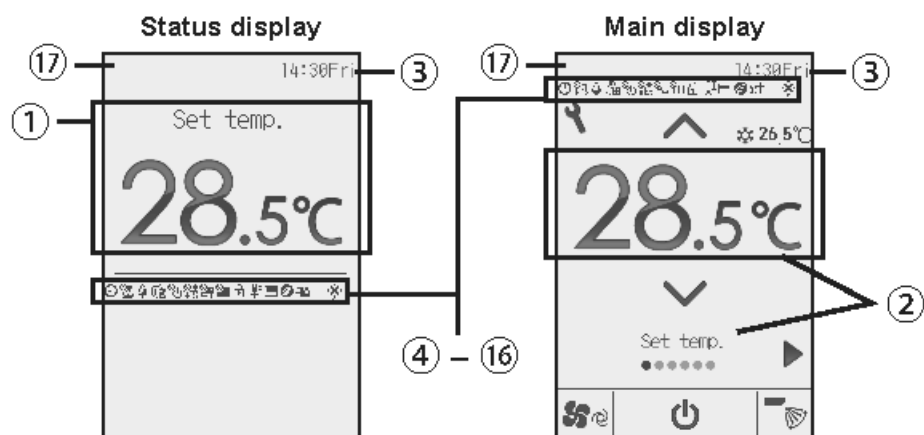 Status display
Main display
⑰
14:30Fri
③
⑰
14:30Fri
③
①
Set temp.
28.5℃
26.5℃
28.5℃
②
④ – ⑯
Set temp.